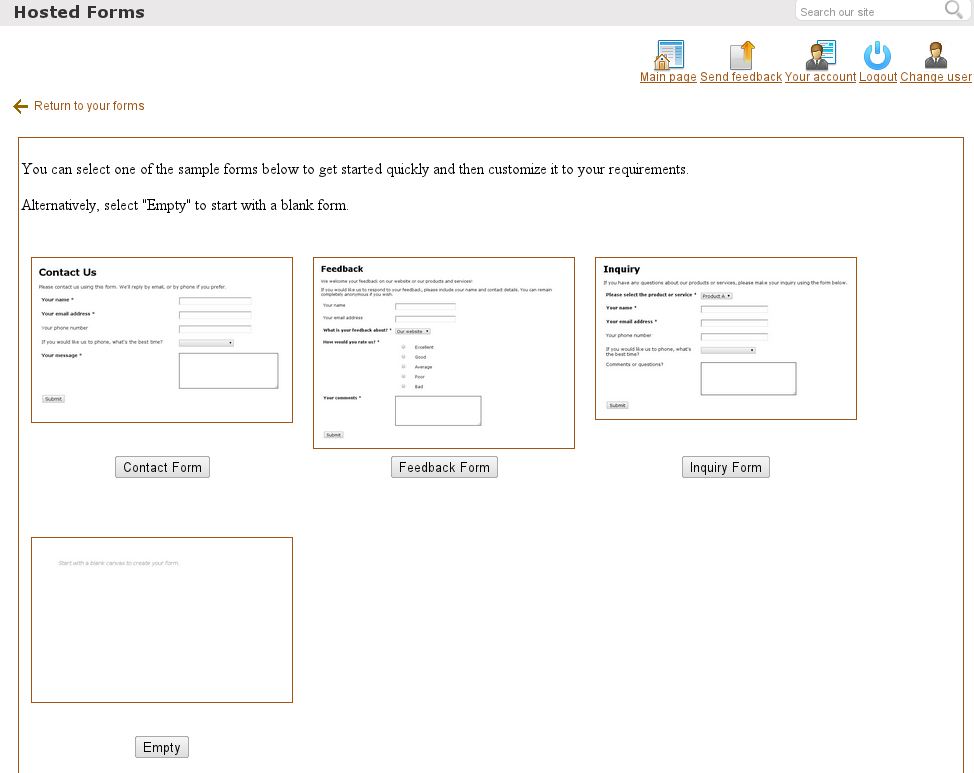 Hosted Forms
Search our site
Main page Send feedback Your account Logout Change user
Return to your forms
You can select one of the sample forms below to get started quickly and then customize it to your requirements.
Alternatively, select "Empty" to start with a blank form.
Contact Us
Please contact us using this form. We'll reply by email, or by phone if you prefer.
Your name *
Your email address *
Your phone number
If you would like us to phone, what's the best time?
Your message *
Submit
Feedback
We welcome your feedback on our website or our products and services!
If you would like us to respond to your feedback, please include your name and contact details. You can remain
completely anonymous if you wish.
Your name
Your email address
What is your feedback about? * Our website
How would you rate us? *
Excellent
Good
Average
Poor
Bad
Your comments *
Submit
Inquiry
If you have any questions about our products or services, please make your inquiry using the form below.
Please select the product or service * Product A
Your name *
Your email address *
Your phone number
If you would like us to phone, what's
the best time?
Comments or questions?
Submit
Contact Form
Feedback Form
Inquiry Form
Start with a blank canvas to create your form.
Empty